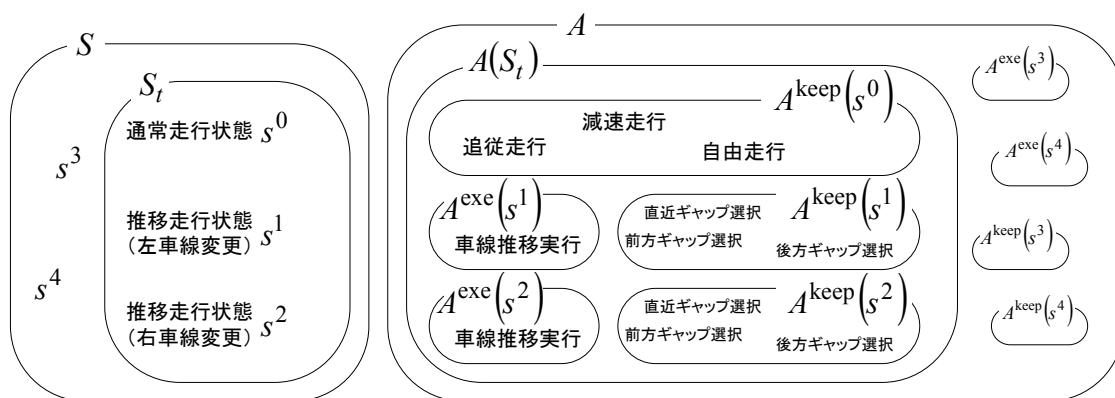 S
S_t
通常走行状態 s^0
s^3
推移走行状態
(左車線変更) s^1
s^4
推移走行状態
(右車線変更) s^2
A
A(S_t)
A^keep(s^0)
減速走行
追従走行
自由走行
A^exe(s^1)
車線推移実行
A^keep(s^1)
直近ギャップ選択
前方ギャップ選択
後方ギャップ選択
A^exe(s^2)
車線推移実行
A^keep(s^2)
直近ギャップ選択
前方ギャップ選択
後方ギャップ選択
A^exe(s^3)
A^exe(s^4)
A^keep(s^3)
A^keep(s^4)